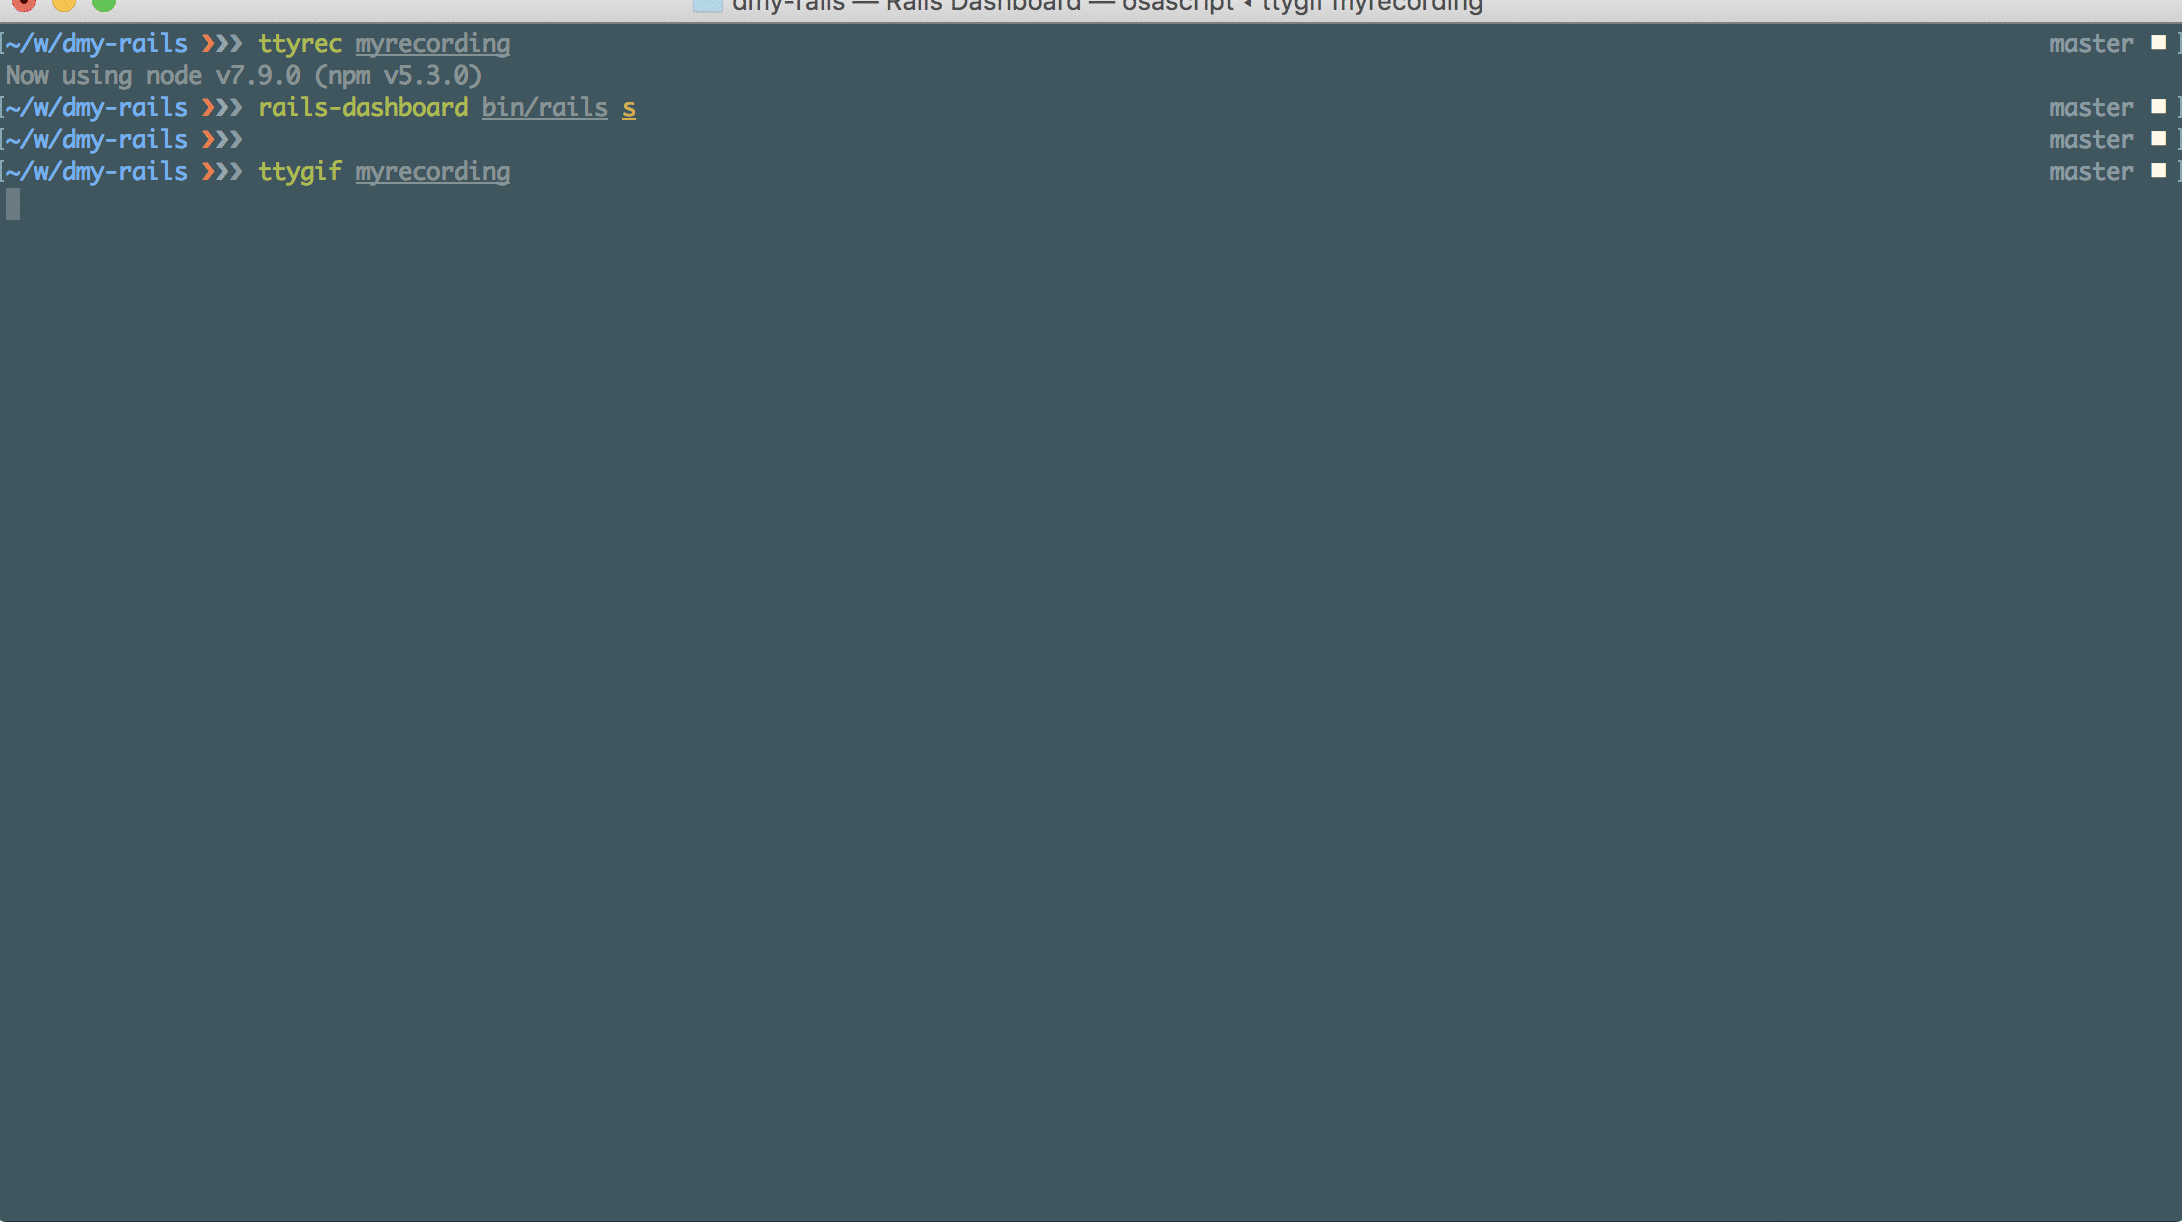 dmy-rails — Rails Dashboard — osascript ◂ ttygif myrecording
[~/w/dmy-rails ❯❯❯ ttyrec myrecording master ■ ]
Now using node v7.9.0 (npm v5.3.0)
[~/w/dmy-rails ❯❯❯ rails-dashboard bin/rails s master ■ ]
[~/w/dmy-rails ❯❯❯ master ■ ]
[~/w/dmy-rails ❯❯❯ ttygif myrecording master ■ ]